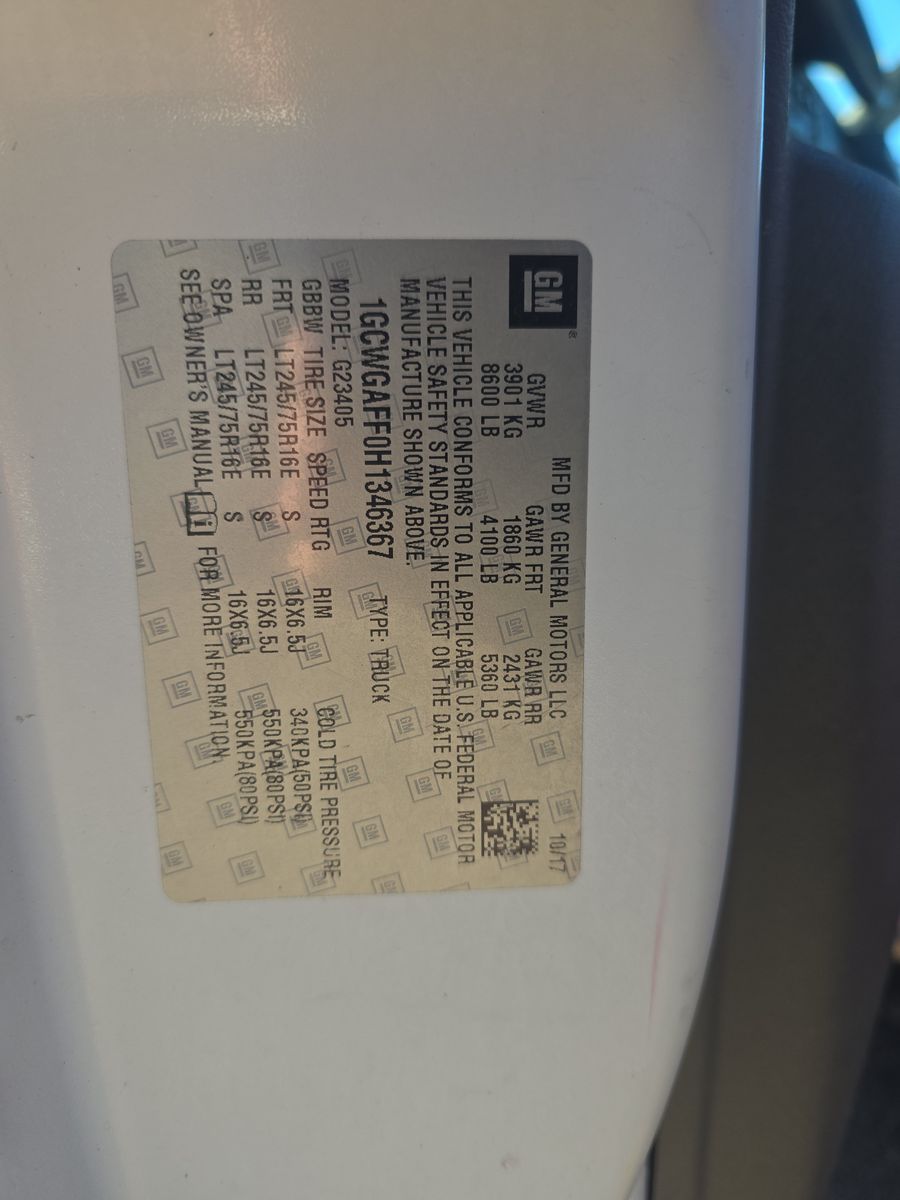 GM
MFD BY GENERAL MOTORS LLC 10/17
GVWR GAWR FRT GAWR RR
3901 KG 1860 KG 2431 KG
8600 LB 4100 LB 5360 LB
THIS VEHICLE CONFORMS TO ALL APPLICABLE U.S. FEDERAL MOTOR
VEHICLE SAFETY STANDARDS IN EFFECT ON THE DATE OF
MANUFACTURE SHOWN ABOVE.
1GCWGAFF0H1346367 TYPE: TRUCK
MODEL: G23405
GBBW TIRE SIZE SPEED RTG RIM COLD TIRE PRESSURE
FRT LT245/75R16E S 16X6.5J 340KPA(50PSI)
RR LT245/75R16E S 16X6.5J 550KPA(80PSI)
SPA LT245/75R16E S 16X6.5J 550KPA(80PSI)
SEE OWNER'S MANUAL FOR MORE INFORMATION.